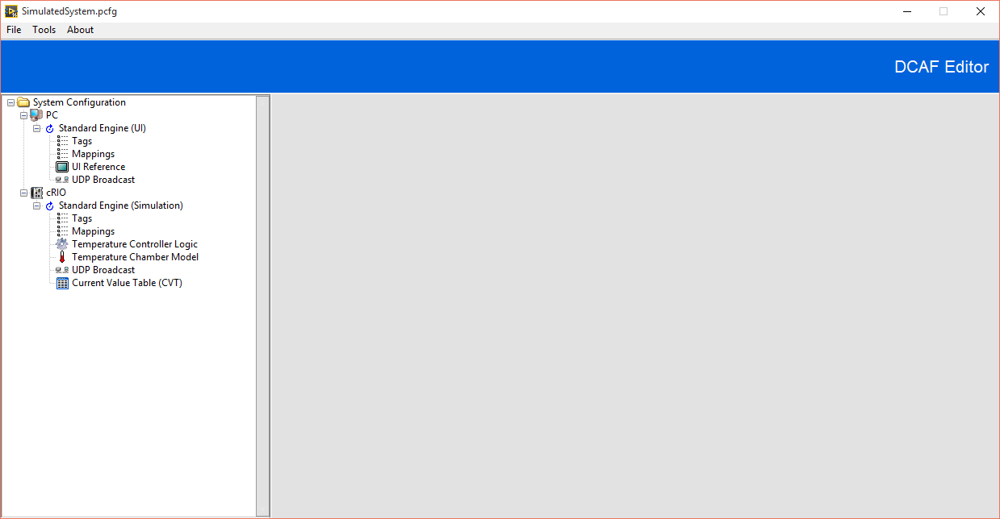 SimulatedSystem.pcfg
File Tools About
DCAF Editor
System Configuration
PC
Standard Engine (UI)
Tags
Mappings
UI Reference
UDP Broadcast
cRIO
Standard Engine (Simulation)
Tags
Mappings
Temperature Controller Logic
Temperature Chamber Model
UDP Broadcast
Current Value Table (CVT)